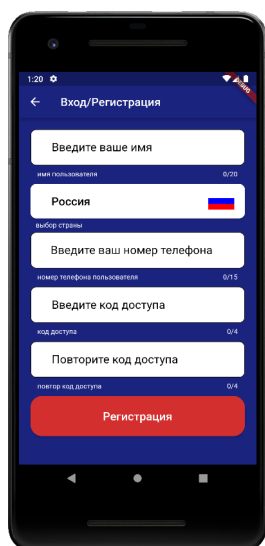 1:20
DEBUG
Вход/Регистрация
Введите ваше имя
имя пользователя 0/20
Россия
выбор страны
Введите ваш номер телефона
номер телефона пользователя 0/15
Введите код доступа
код доступа 0/4
Повторите код доступа
повтор код доступа 0/4
Регистрация